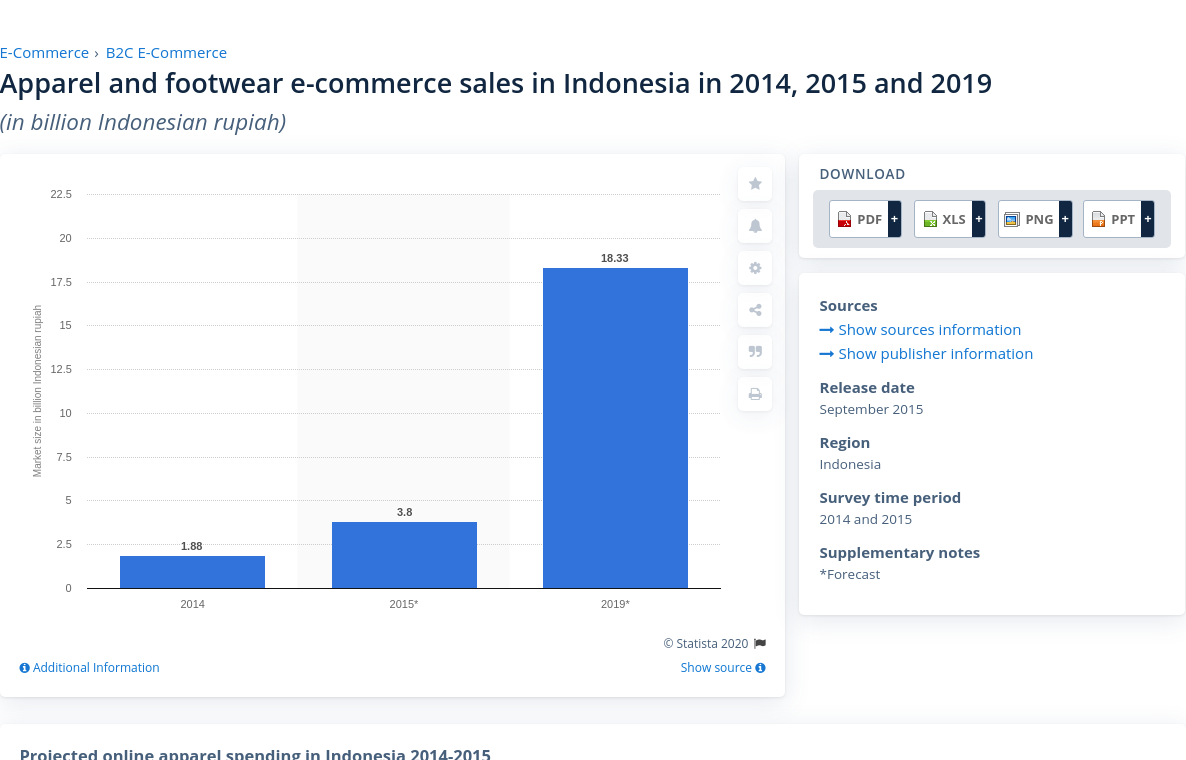 E-Commerce › B2C E-Commerce
Apparel and footwear e-commerce sales in Indonesia in 2014, 2015 and 2019
(in billion Indonesian rupiah)
Market size in billion Indonesian rupiah
22.5
20
17.5
15
12.5
10
7.5
5
2.5
0
1.88
3.8
18.33
2014
2015*
2019*
© Statista 2020
Additional Information
Show source
DOWNLOAD
PDF + XLS + PNG + PPT +
Sources
Show sources information
Show publisher information
Release date
September 2015
Region
Indonesia
Survey time period
2014 and 2015
Supplementary notes
*Forecast
Projected online apparel spending in Indonesia 2014-2015